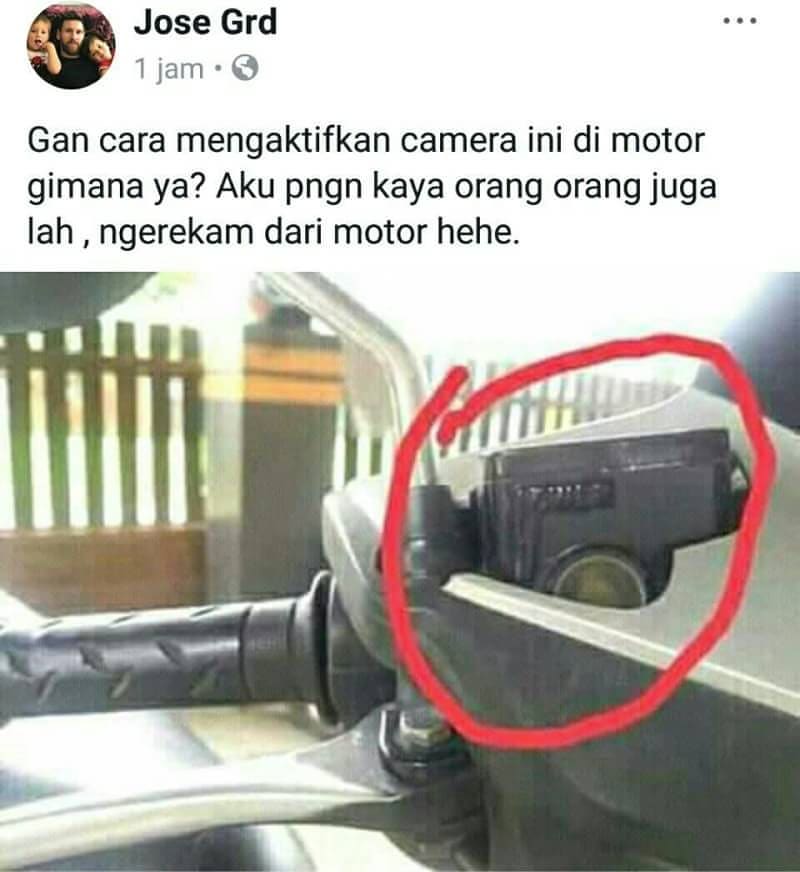 Jose Grd
1 jam
Gan cara mengaktifkan camera ini di motor
gimana ya? Aku pngn kaya orang orang juga
lah , ngerekam dari motor hehe.